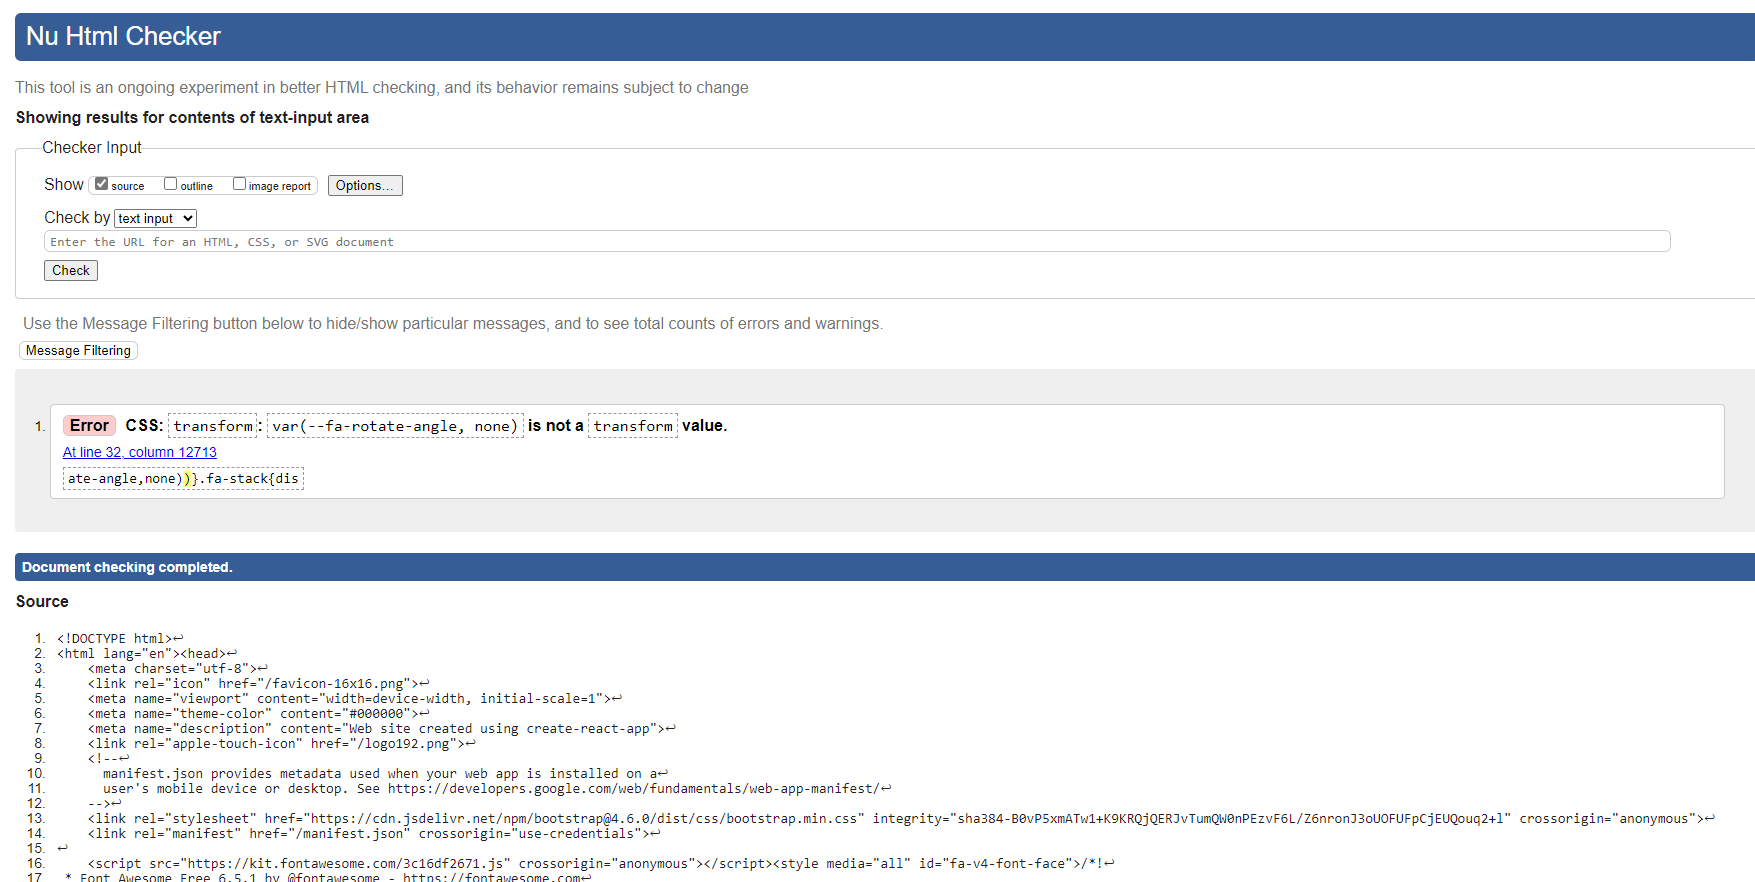 Nu Html Checker
This tool is an ongoing experiment in better HTML checking, and its behavior remains subject to change
Showing results for contents of text-input area
Checker Input
Show source outline image report Options...
Check by text input
Enter the URL for an HTML, CSS, or SVG document
Check
Use the Message Filtering button below to hide/show particular messages, and to see total counts of errors and warnings.
Message Filtering
1. Error CSS: transform: var(--fa-rotate-angle, none) is not a transform value.
At line 32, column 12713
ate-angle,none))}.fa-stack{dis
Document checking completed.
Source
1. <!DOCTYPE html>↩
2. <html lang="en"><head>↩
3. <meta charset="utf-8">↩
4. <link rel="icon" href="/favicon-16x16.png">↩
5. <meta name="viewport" content="width=device-width, initial-scale=1">↩
6. <meta name="theme-color" content="#000000">↩
7. <meta name="description" content="Web site created using create-react-app">↩
8. <link rel="apple-touch-icon" href="/logo192.png">↩
9. <!--↩
10. manifest.json provides metadata used when your web app is installed on a↩
11. user's mobile device or desktop. See https://developers.google.com/web/fundamentals/web-app-manifest/↩
12. -->↩
13. <link rel="stylesheet" href="https://cdn.jsdelivr.net/npm/bootstrap@4.6.0/dist/css/bootstrap.min.css" integrity="sha384-B0vP5xmATw1+K9KRQjQERJvTumQW0nPEzvF6L/Z6nronJ3oUOFUFpCjEUQouq2+l" crossorigin="anonymous">↩
14. <link rel="manifest" href="/manifest.json" crossorigin="use-credentials">↩
15. ↩
16. <script src="https://kit.fontawesome.com/3c16df2671.js" crossorigin="anonymous"></script><style media="all" id="fa-v4-font-face">/*!↩
17 * Font Awesome Free 6.5.1 by @fontawesome - https://fontawesome.com↩